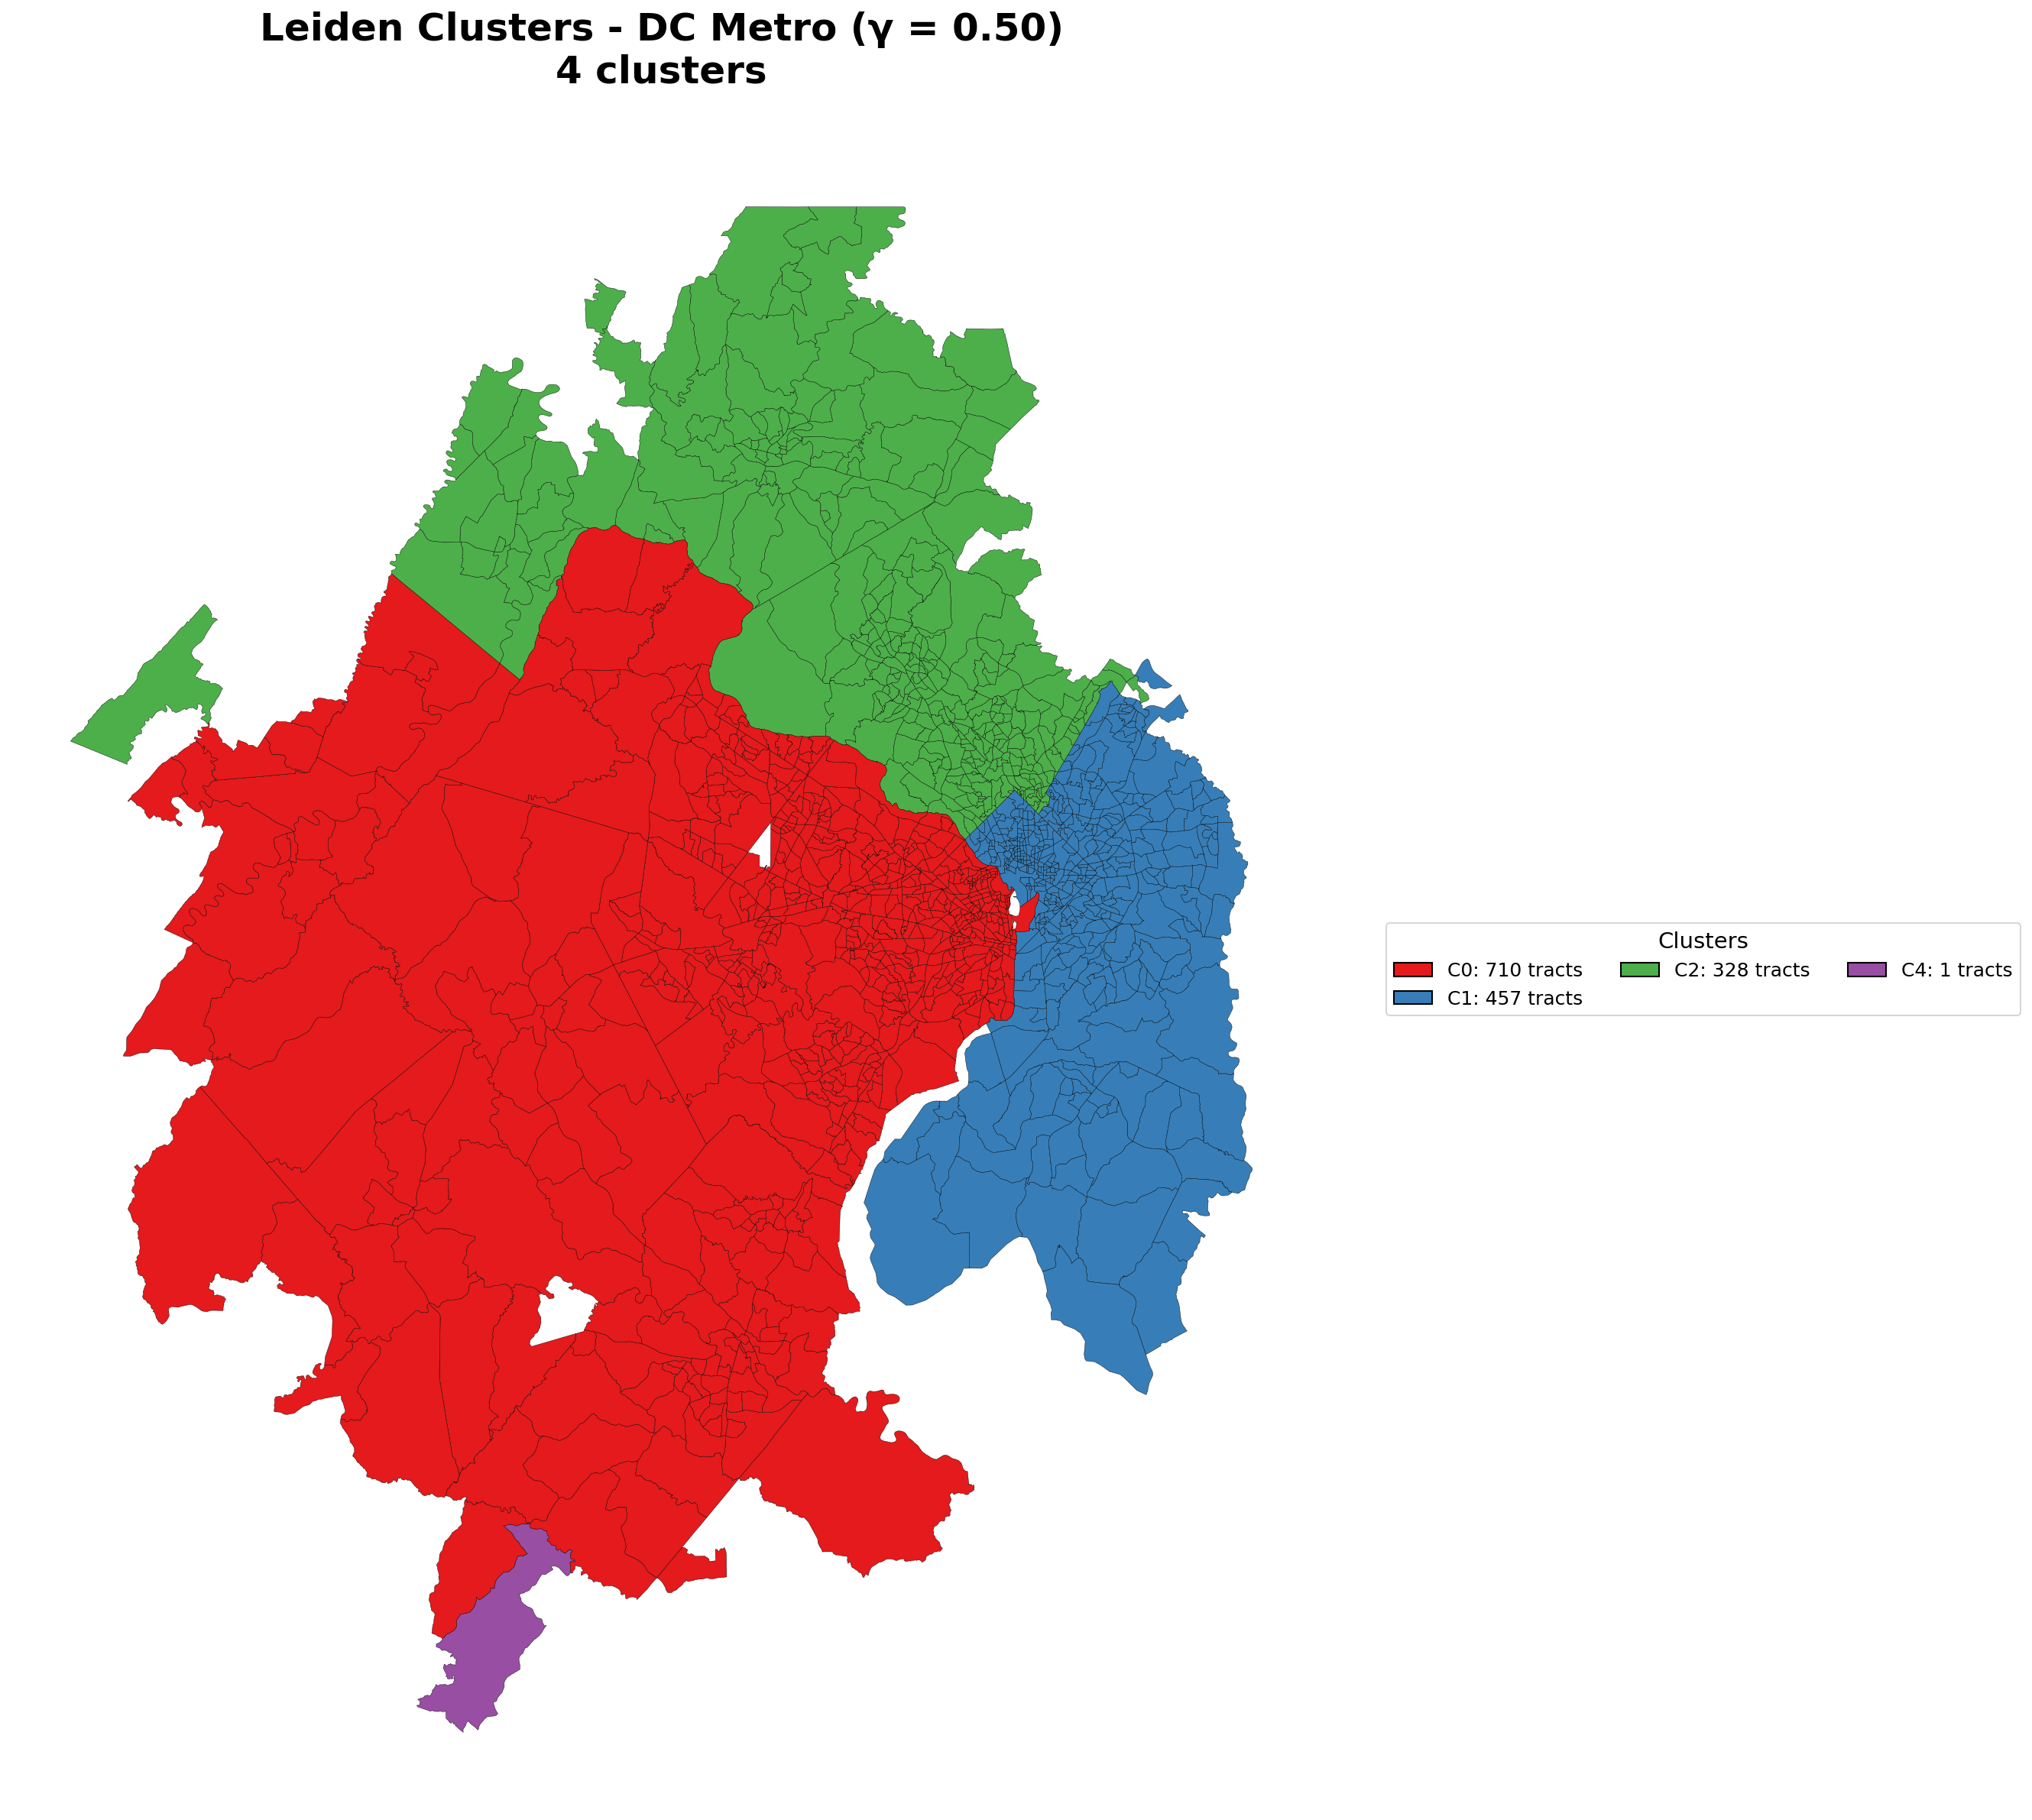 Leiden Clusters - DC Metro (γ = 0.50)
4 clusters
Clusters
C0: 710 tracts
C1: 457 tracts
C2: 328 tracts
C4: 1 tracts